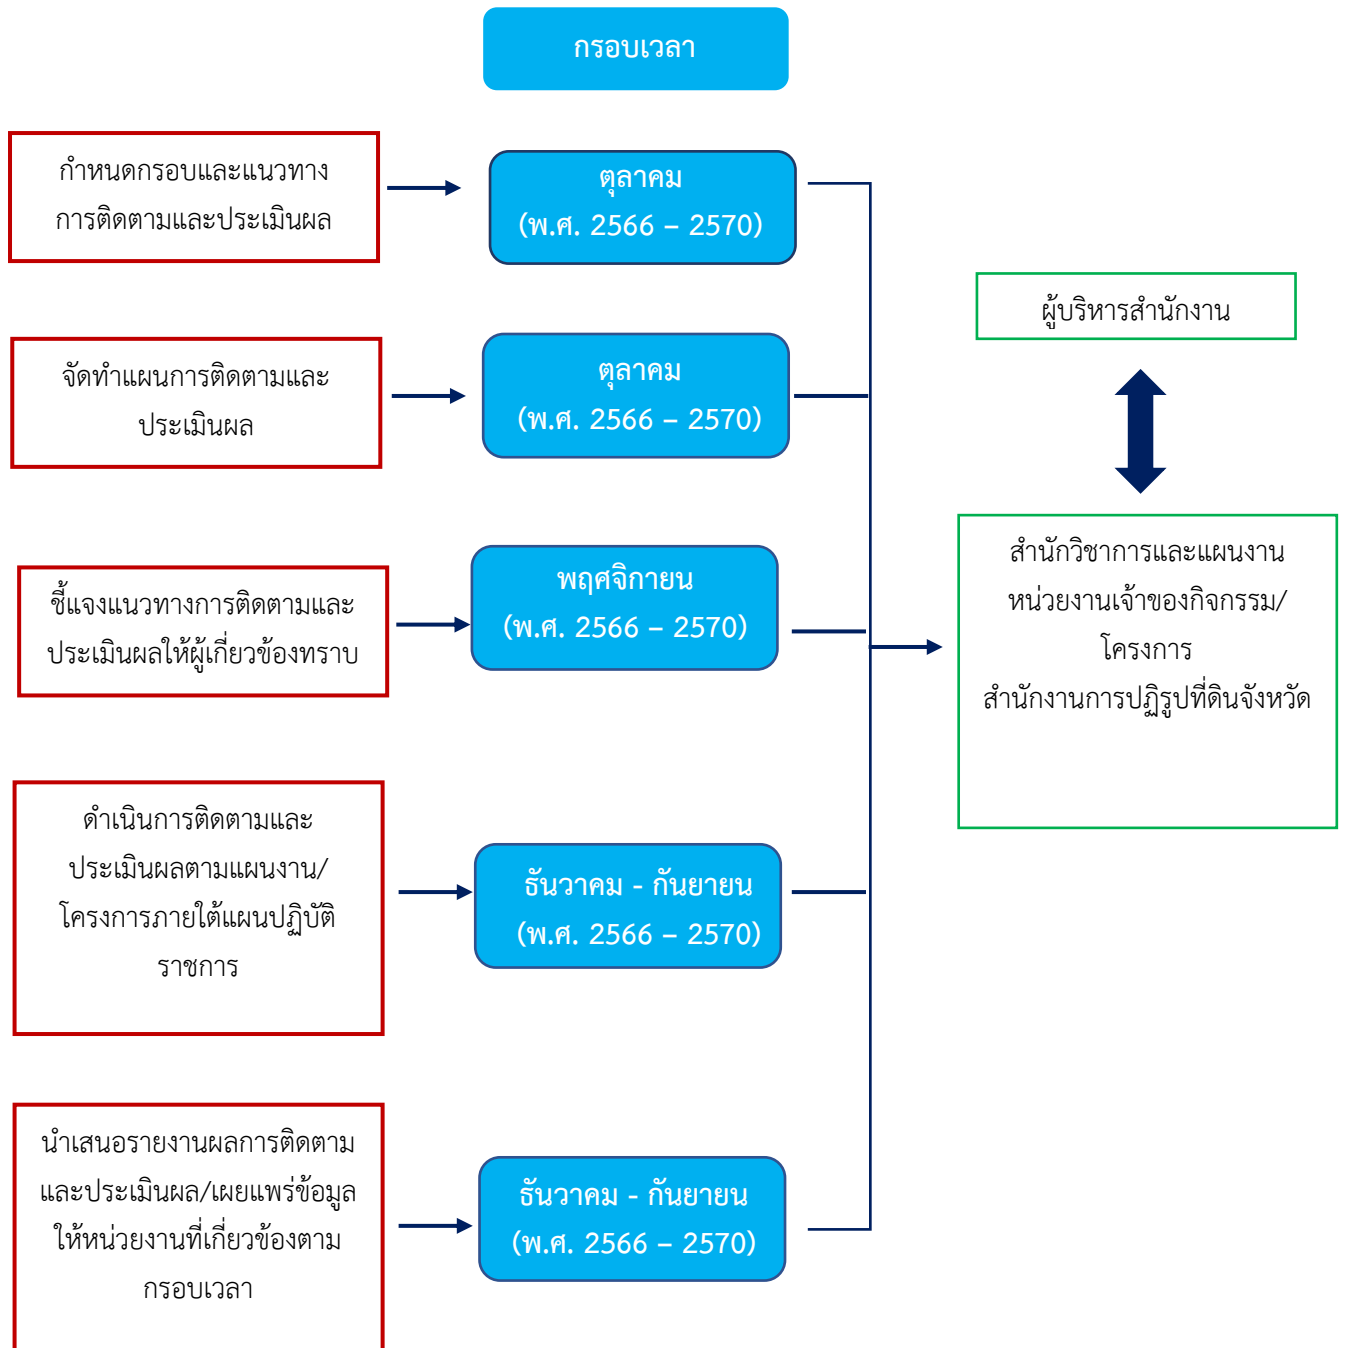 กรอบเวลา
กำหนดกรอบและแนวทาง
การติดตามและประเมินผล
ตุลาคม
(พ.ศ. 2566 – 2570)
จัดทำแผนการติดตามและ
ประเมินผล
ตุลาคม
(พ.ศ. 2566 – 2570)
ชี้แจงแนวทางการติดตามและ
ประเมินผลให้ผู้เกี่ยวข้องทราบ
พฤศจิกายน
(พ.ศ. 2566 – 2570)
ดำเนินการติดตามและ
ประเมินผลตามแผนงาน/
โครงการภายใต้แผนปฏิบัติ
ราชการ
ธันวาคม - กันยายน
(พ.ศ. 2566 – 2570)
นำเสนอรายงานผลการติดตาม
และประเมินผล/เผยแพร่ข้อมูล
ให้หน่วยงานที่เกี่ยวข้องตาม
กรอบเวลา
ธันวาคม - กันยายน
(พ.ศ. 2566 – 2570)
ผู้บริหารสำนักงาน
สำนักวิชาการและแผนงาน
หน่วยงานเจ้าของกิจกรรม/
โครงการ
สำนักงานการปฏิรูปที่ดินจังหวัด